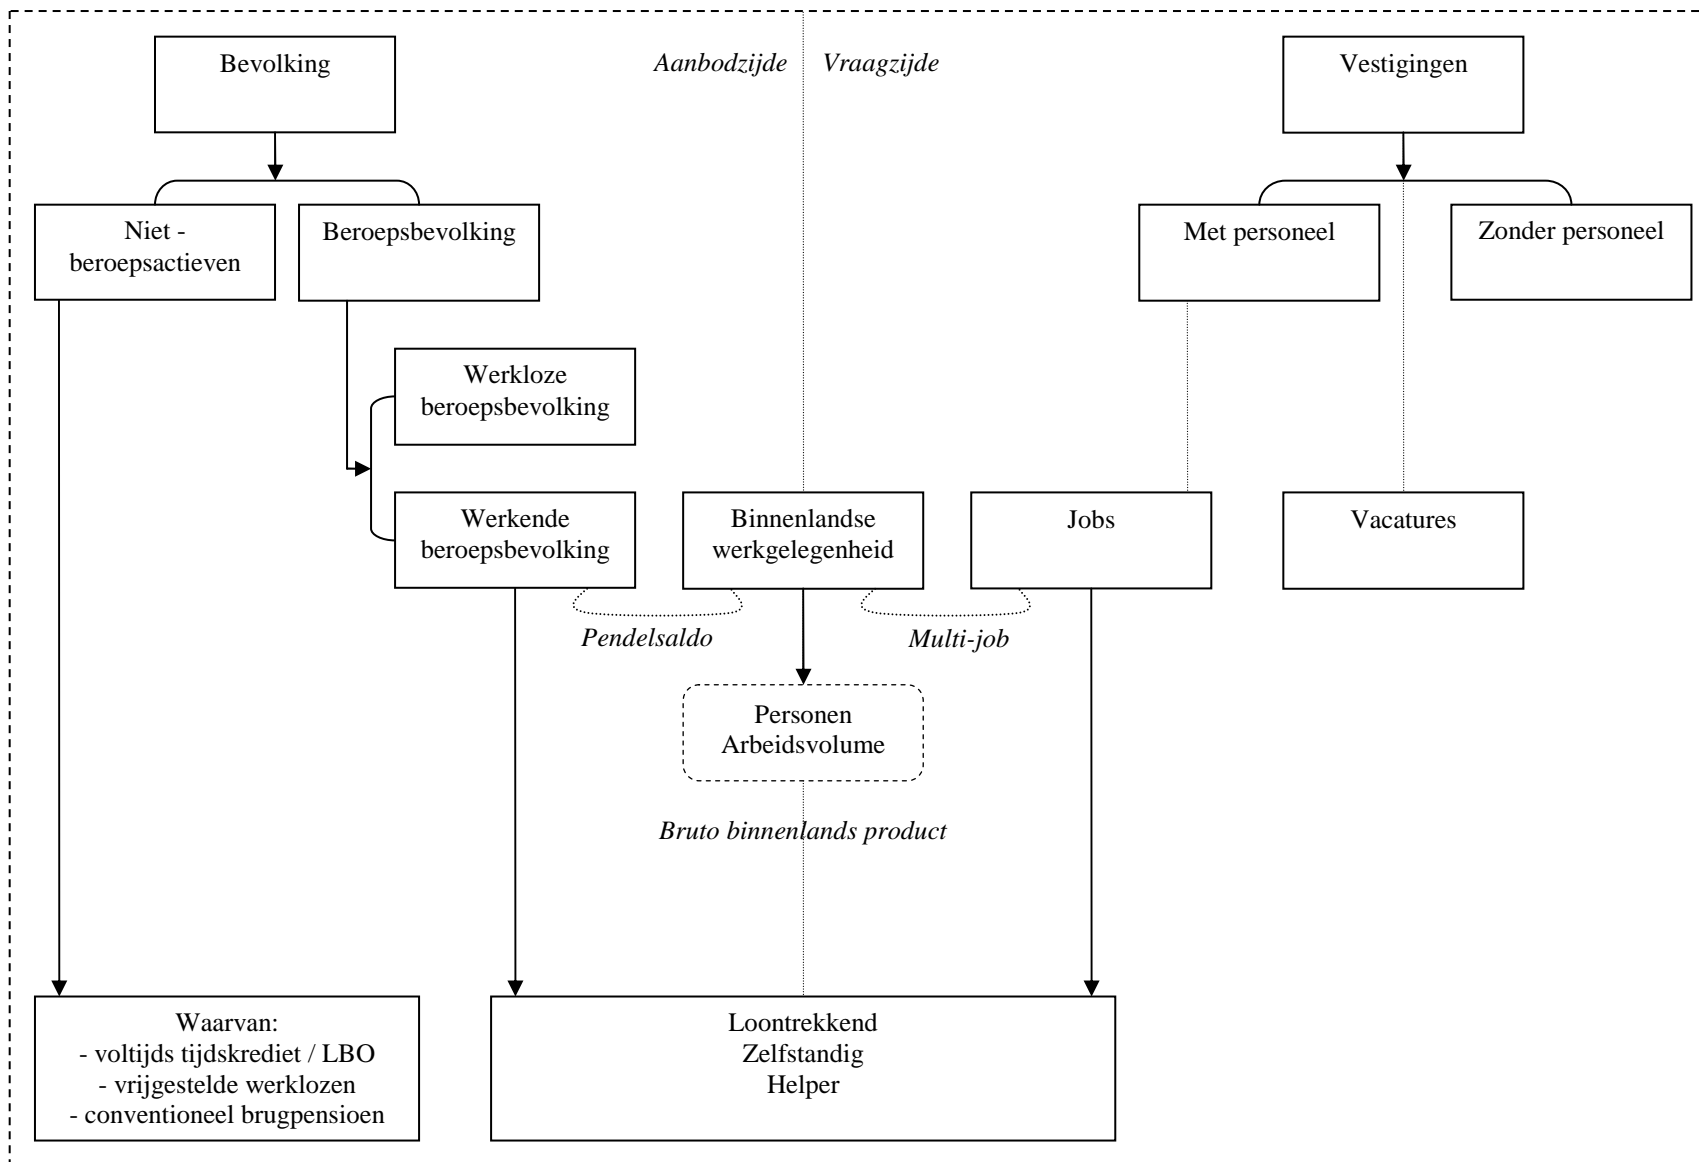 Bevolking
Aanbodzijde
Vraagzijde
Vestigingen
Niet -
beroepsactieven
Beroepsbevolking
Met personeel
Zonder personeel
Werkloze
beroepsbevolking
Werkende
beroepsbevolking
Binnenlandse
werkgelegenheid
Jobs
Vacatures
Pendelsaldo
Multi-job
Personen
Arbeidsvolume
Bruto binnenlands product
Waarvan:
- voltijds tijdskrediet / LBO
- vrijgestelde werklozen
- conventioneel brugpensioen
Loontrekkend
Zelfstandig
Helper